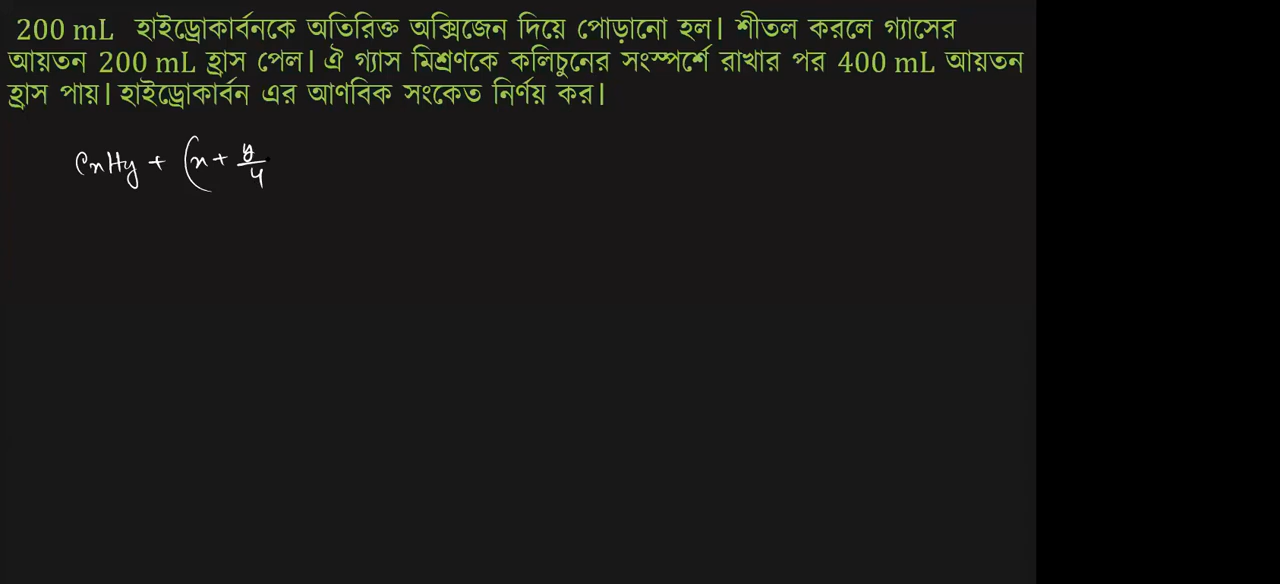 200 mL হাইড্রোকার্বনকে অতিরিক্ত অক্সিজেন দিয়ে পোড়ানো হল। শীতল করলে গ্যাসের
আয়তন 200 mL হ্রাস পেল। ঐ গ্যাস মিশ্রণকে কলিচুনের সংস্পর্শে রাখার পর 400 mL আয়তন
হ্রাস পায়। হাইড্রোকার্বন এর আণবিক সংকেত নির্ণয় কর।
CxHy + (x + y/4